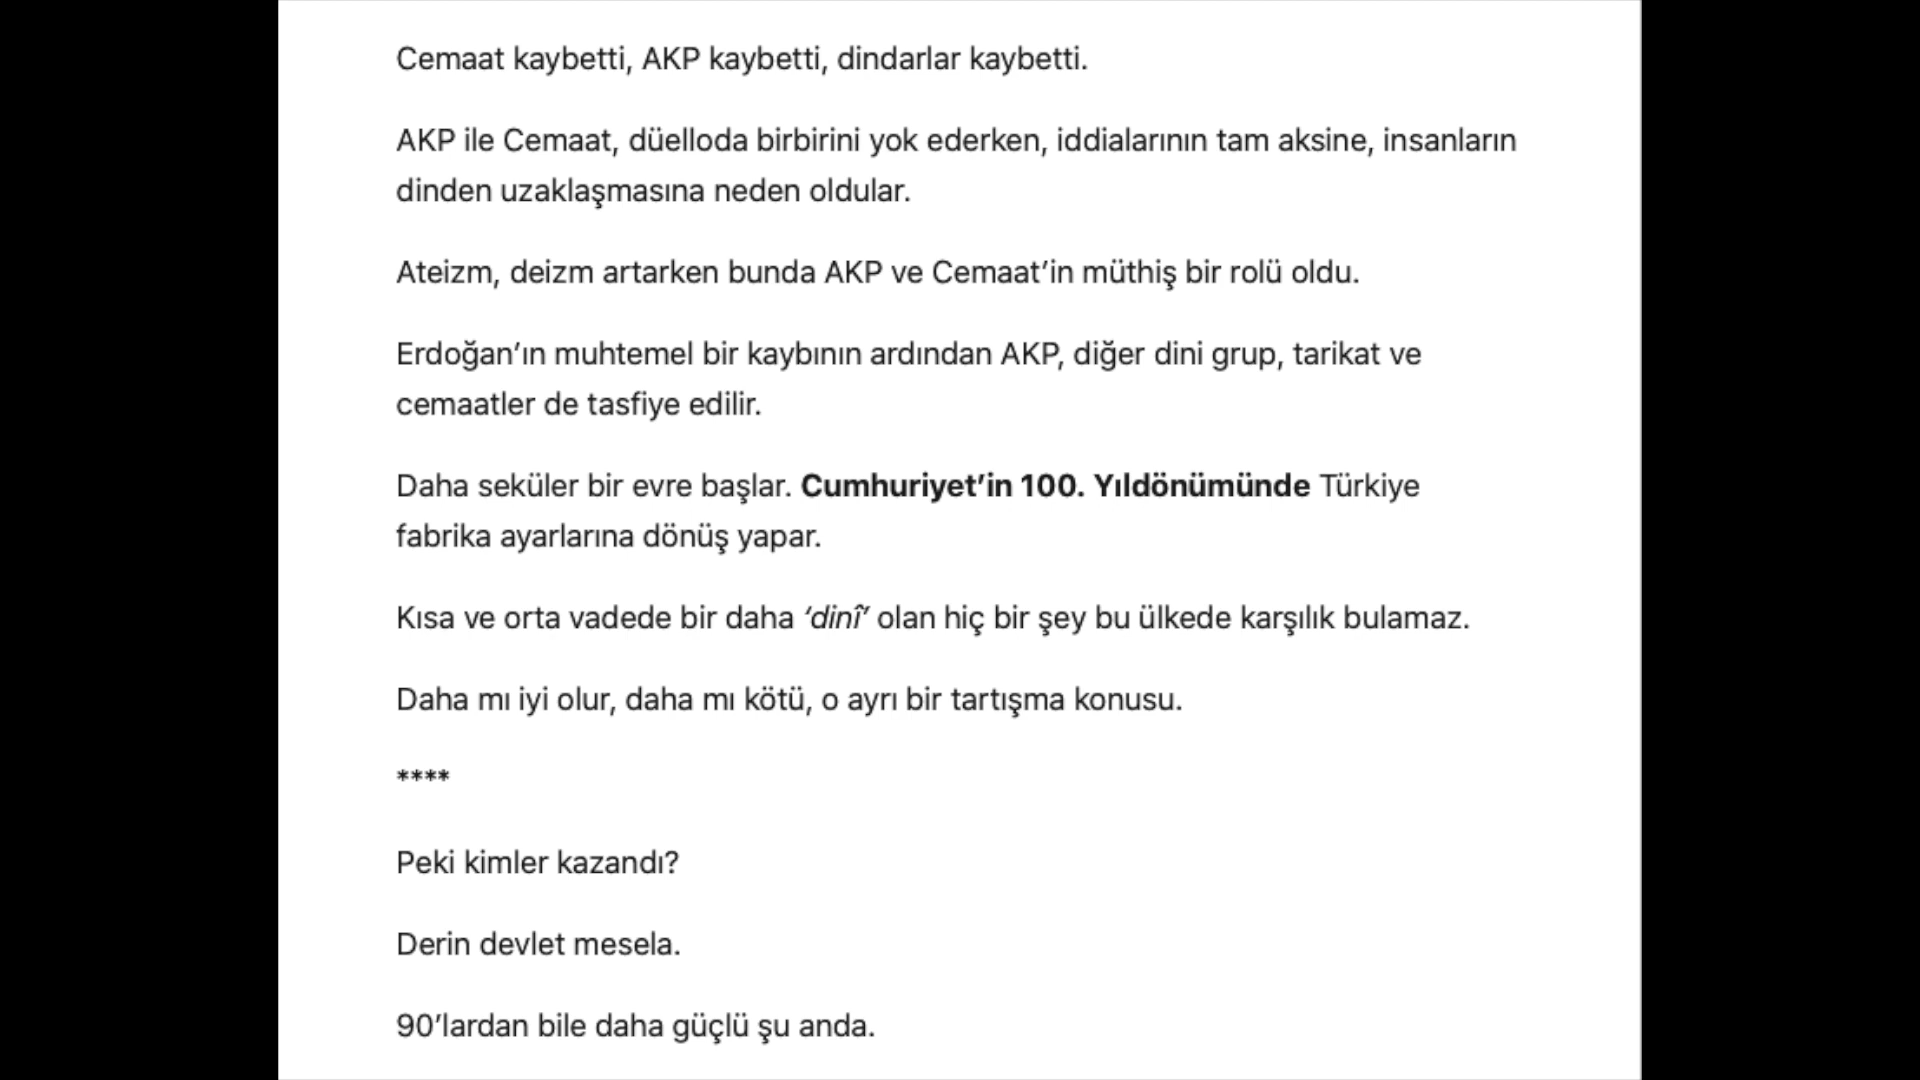 Cemaat kaybetti, AKP kaybetti, dindarlar kaybetti.
AKP ile Cemaat, düelloda birbirini yok ederken, iddialarının tam aksine, insanların
dinden uzaklaşmasına neden oldular.
Ateizm, deizm artarken bunda AKP ve Cemaat’in müthiş bir rolü oldu.
Erdoğan’ın muhtemel bir kaybının ardından AKP, diğer dini grup, tarikat ve
cemaatler de tasfiye edilir.
Daha seküler bir evre başlar. Cumhuriyet’in 100. Yıldönümünde Türkiye
fabrika ayarlarına dönüş yapar.
Kısa ve orta vadede bir daha ‘dinî’ olan hiç bir şey bu ülkede karşılık bulamaz.
Daha mı iyi olur, daha mı kötü, o ayrı bir tartışma konusu.
****
Peki kimler kazandı?
Derin devlet mesela.
90’lardan bile daha güçlü şu anda.